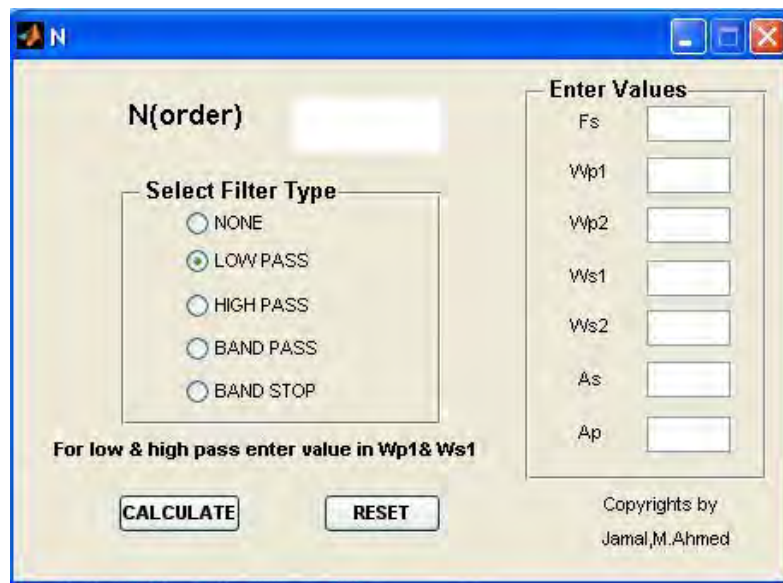 N
N(order)
Select Filter Type
NONE
LOW PASS
HIGH PASS
BAND PASS
BAND STOP
For low & high pass enter value in Wp1& Ws1
CALCULATE
RESET
Enter Values
Fs
Wp1
Wp2
Ws1
Ws2
As
Ap
Copyrights by
Jamal,M.Ahmed